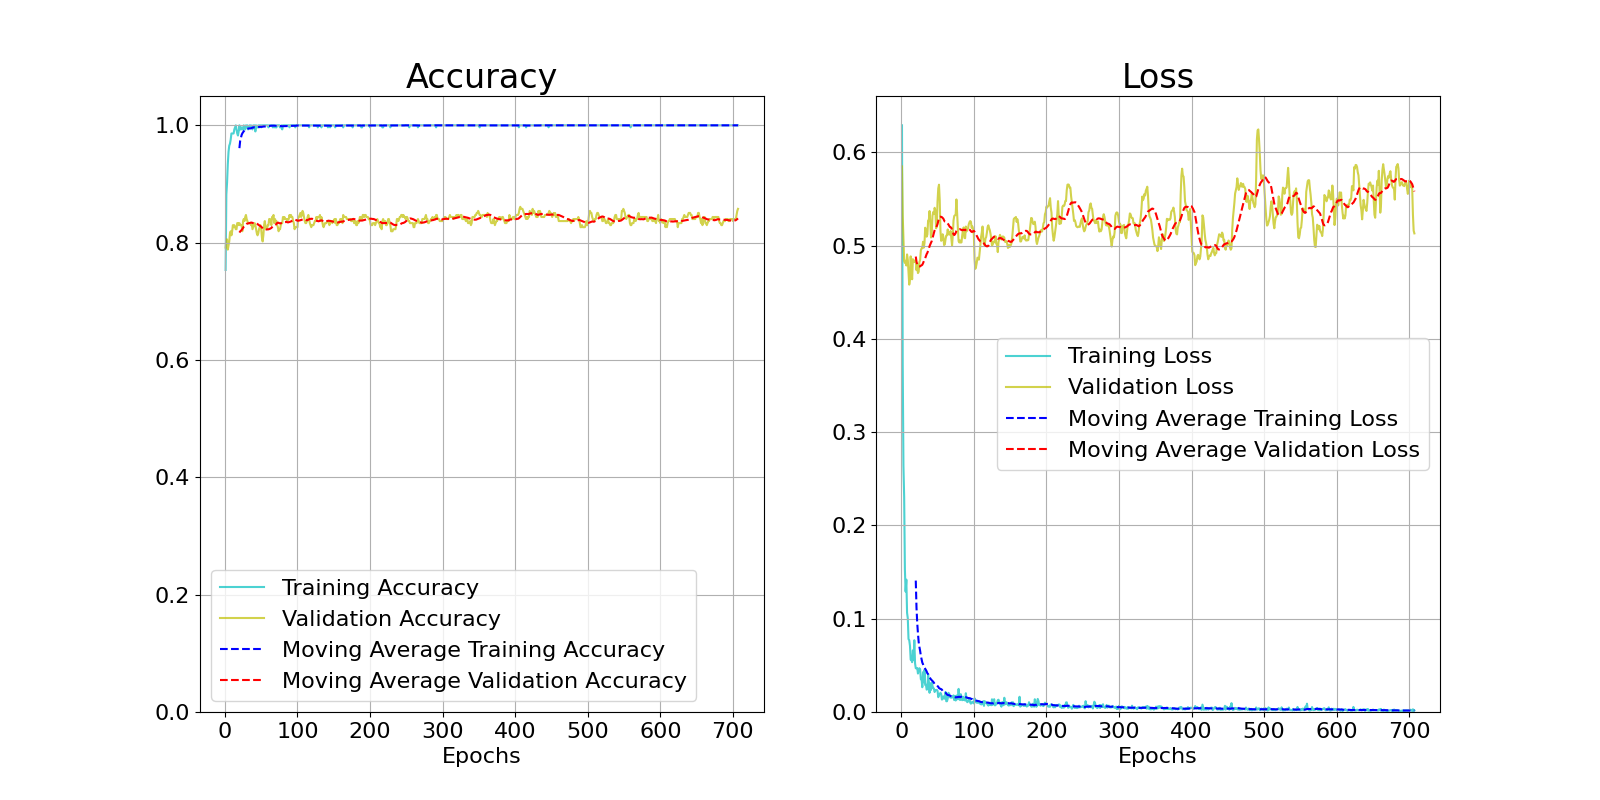 Accuracy
1.0
0.8
0.6
0.4
0.2
0.0
Training Accuracy
Validation Accuracy
Moving Average Training Accuracy
Moving Average Validation Accuracy
0 100 200 300 400 500 600 700
Epochs
Loss
0.6
0.5
0.4
0.3
0.2
0.1
0.0
Training Loss
Validation Loss
Moving Average Training Loss
Moving Average Validation Loss
0 100 200 300 400 500 600 700
Epochs